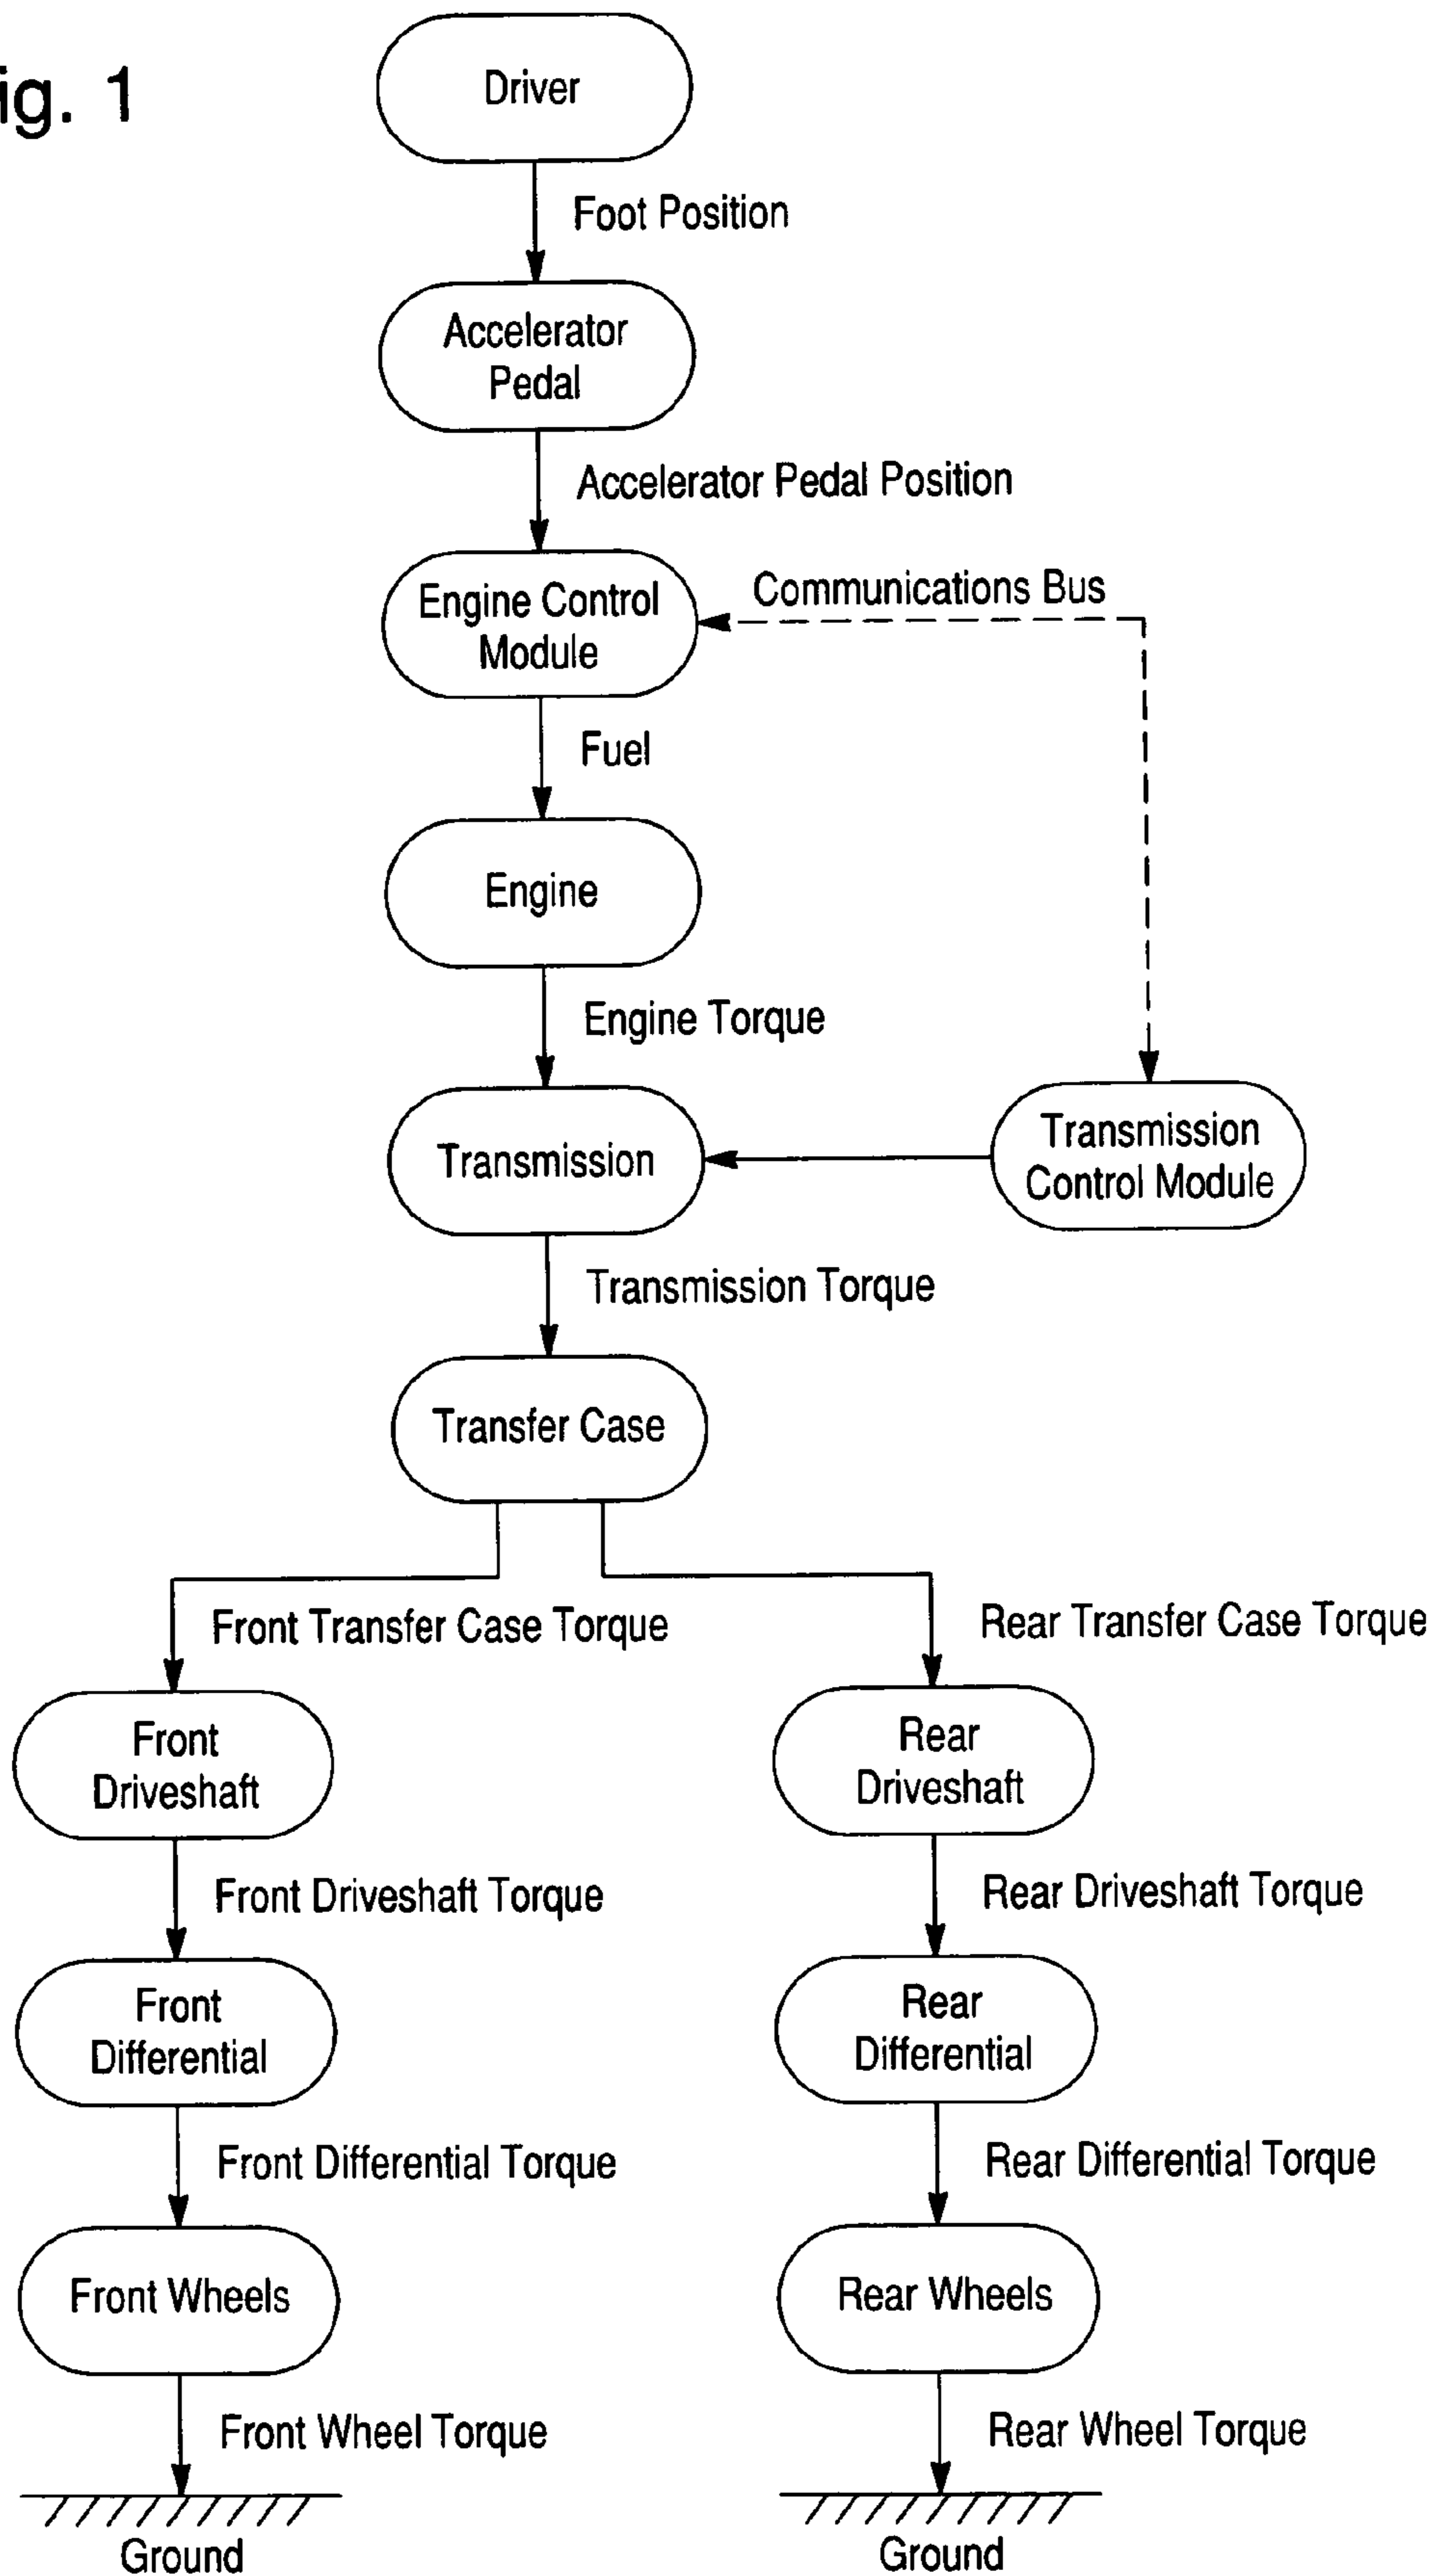 ig. 1
Driver
Foot Position
Accelerator
Pedal
Accelerator Pedal Position
Engine Control
Module
Communications Bus
Fuel
Engine
Engine Torque
Transmission
Transmission
Control Module
Transmission Torque
Transfer Case
Front Transfer Case Torque
Rear Transfer Case Torque
Front
Driveshaft
Rear
Driveshaft
Front Driveshaft Torque
Rear Driveshaft Torque
Front
Differential
Rear
Differential
Front Differential Torque
Rear Differential Torque
Front Wheels
Rear Wheels
Front Wheel Torque
Rear Wheel Torque
Ground
Ground